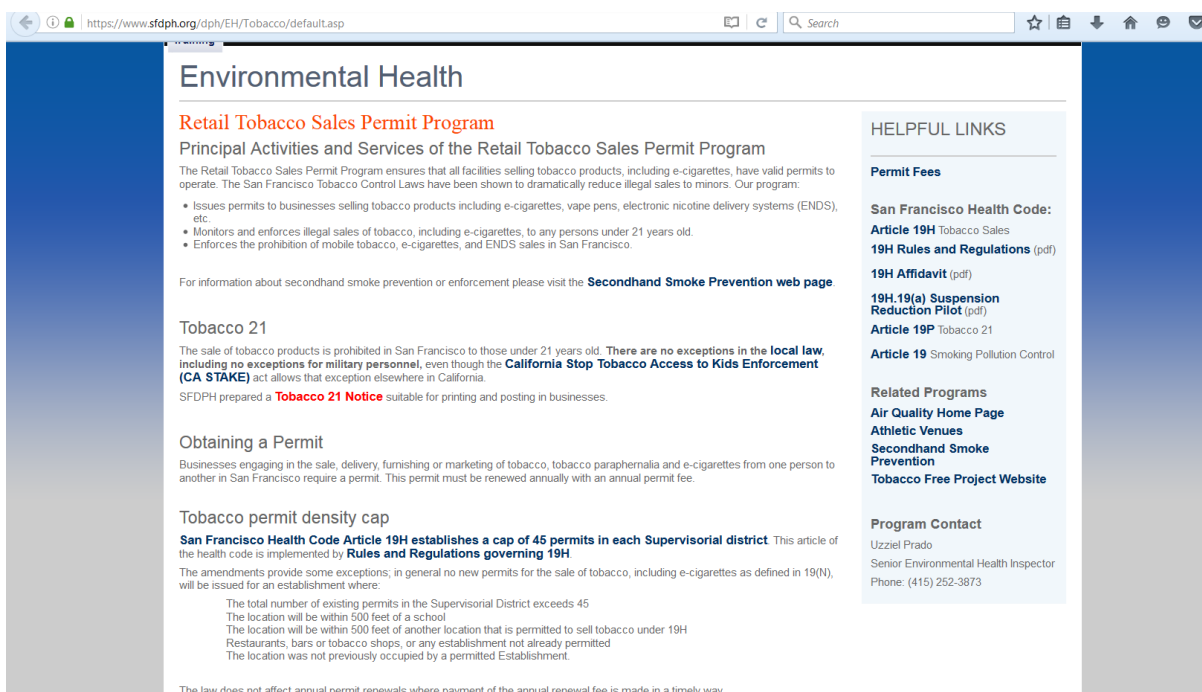 https://www.sfdph.org/dph/EH/Tobacco/default.asp
Search
Training
Environmental Health
Retail Tobacco Sales Permit Program
Principal Activities and Services of the Retail Tobacco Sales Permit Program
The Retail Tobacco Sales Permit Program ensures that all facilities selling tobacco products, including e-cigarettes, have valid permits to
operate. The San Francisco Tobacco Control Laws have been shown to dramatically reduce illegal sales to minors. Our program:
• Issues permits to businesses selling tobacco products including e-cigarettes, vape pens, electronic nicotine delivery systems (ENDS),
etc.
• Monitors and enforces illegal sales of tobacco, including e-cigarettes, to any persons under 21 years old.
• Enforces the prohibition of mobile tobacco, e-cigarettes, and ENDS sales in San Francisco.
For information about secondhand smoke prevention or enforcement please visit the Secondhand Smoke Prevention web page.
Tobacco 21
The sale of tobacco products is prohibited in San Francisco to those under 21 years old. There are no exceptions in the local law,
including no exceptions for military personnel, even though the California Stop Tobacco Access to Kids Enforcement
(CA STAKE) act allows that exception elsewhere in California.
SFDPH prepared a Tobacco 21 Notice suitable for printing and posting in businesses.
Obtaining a Permit
Businesses engaging in the sale, delivery, furnishing or marketing of tobacco, tobacco paraphernalia and e-cigarettes from one person to
another in San Francisco require a permit. This permit must be renewed annually with an annual permit fee.
Tobacco permit density cap
San Francisco Health Code Article 19H establishes a cap of 45 permits in each Supervisorial district. This article of
the health code is implemented by Rules and Regulations governing 19H.
The amendments provide some exceptions; in general no new permits for the sale of tobacco, including e-cigarettes as defined in 19(N),
will be issued for an establishment where:
The total number of existing permits in the Supervisorial District exceeds 45
The location will be within 500 feet of a school
The location will be within 500 feet of another location that is permitted to sell tobacco under 19H
Restaurants, bars or tobacco shops, or any establishment not already permitted
The location was not previously occupied by a permitted Establishment.
The law does not affect annual permit renewals where payment of the annual renewal fee is made in a timely way.
HELPFUL LINKS
Permit Fees
San Francisco Health Code:
Article 19H Tobacco Sales
19H Rules and Regulations (pdf)
19H Affidavit (pdf)
19H.19(a) Suspension
Reduction Pilot (pdf)
Article 19P Tobacco 21
Article 19 Smoking Pollution Control
Related Programs
Air Quality Home Page
Athletic Venues
Secondhand Smoke
Prevention
Tobacco Free Project Website
Program Contact
Uzziel Prado
Senior Environmental Health Inspector
Phone: (415) 252-3873